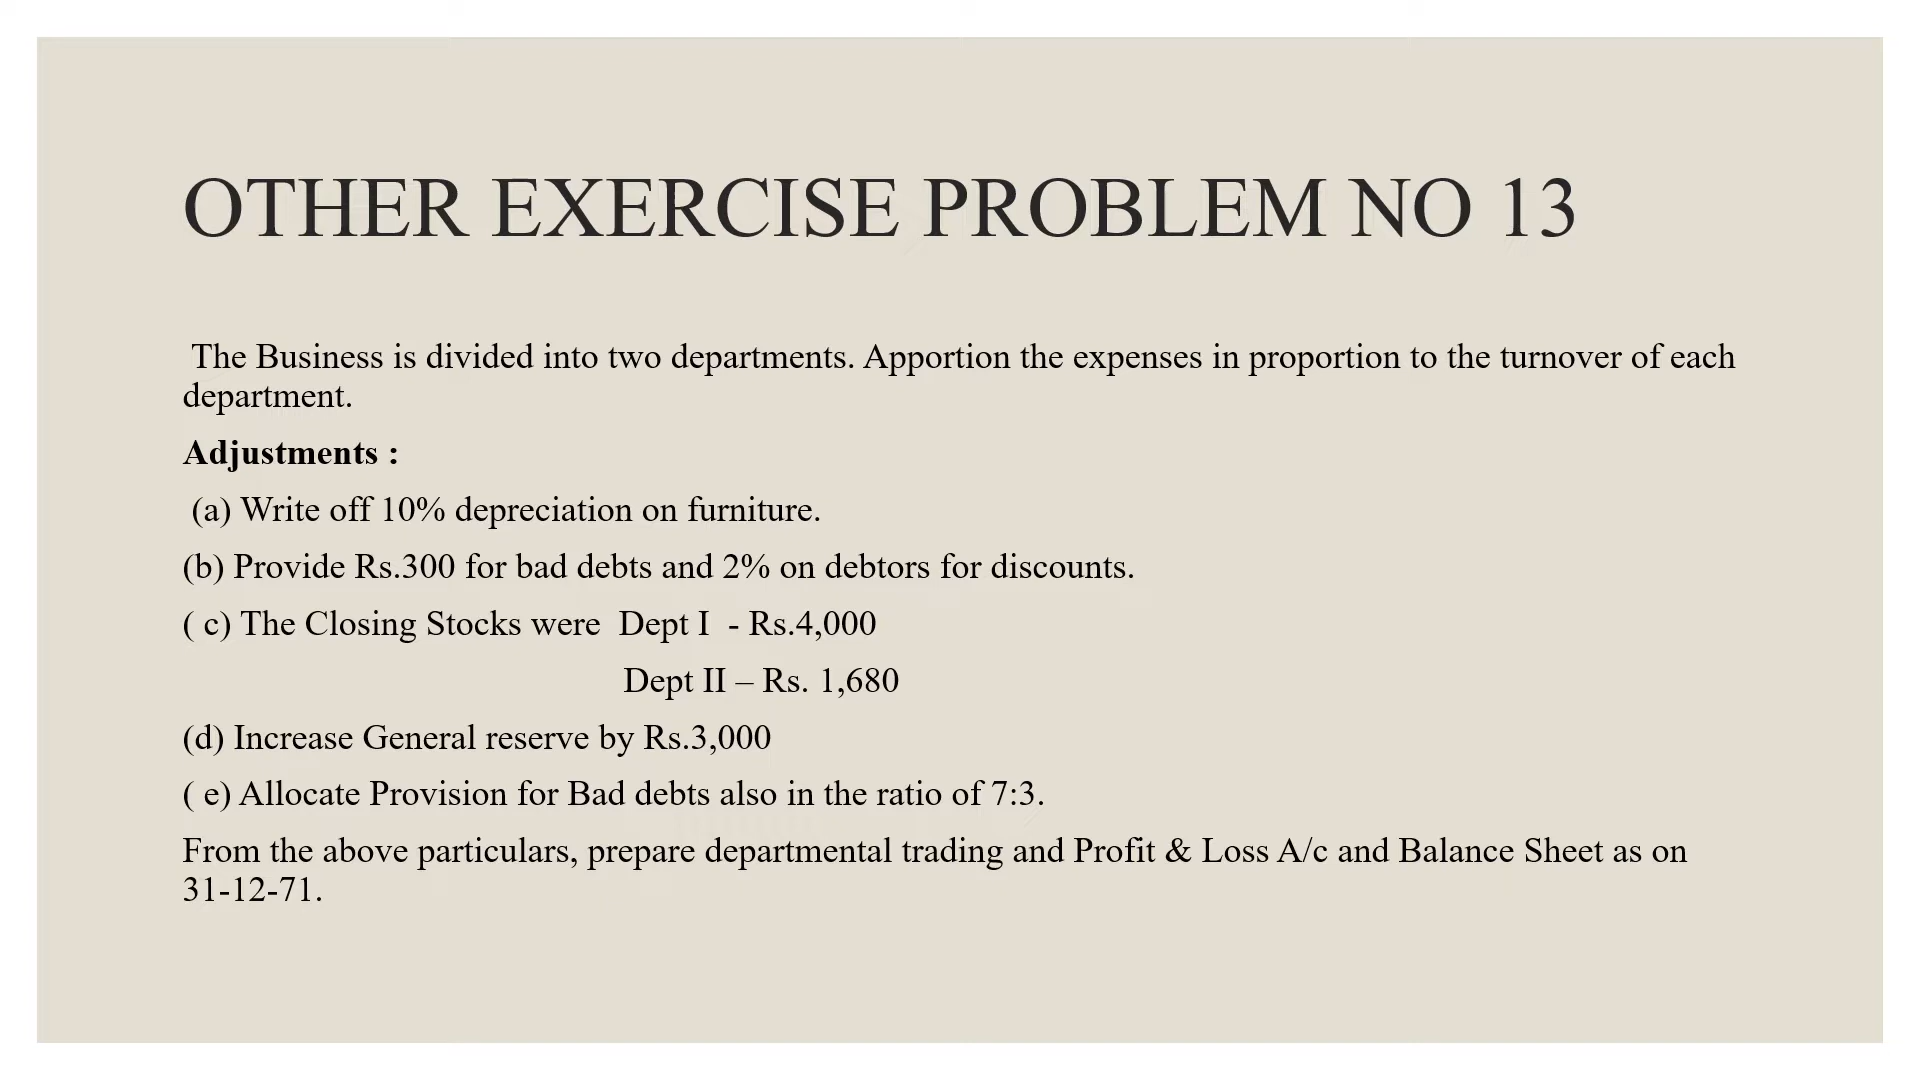 OTHER EXERCISE PROBLEM NO 13
The Business is divided into two departments. Apportion the expenses in proportion to the turnover of each
department.
Adjustments :
(a) Write off 10% depreciation on furniture.
(b) Provide Rs.300 for bad debts and 2% on debtors for discounts.
( c) The Closing Stocks were Dept I - Rs.4,000
Dept II – Rs. 1,680
(d) Increase General reserve by Rs.3,000
( e) Allocate Provision for Bad debts also in the ratio of 7:3.
From the above particulars, prepare departmental trading and Profit & Loss A/c and Balance Sheet as on
31-12-71.